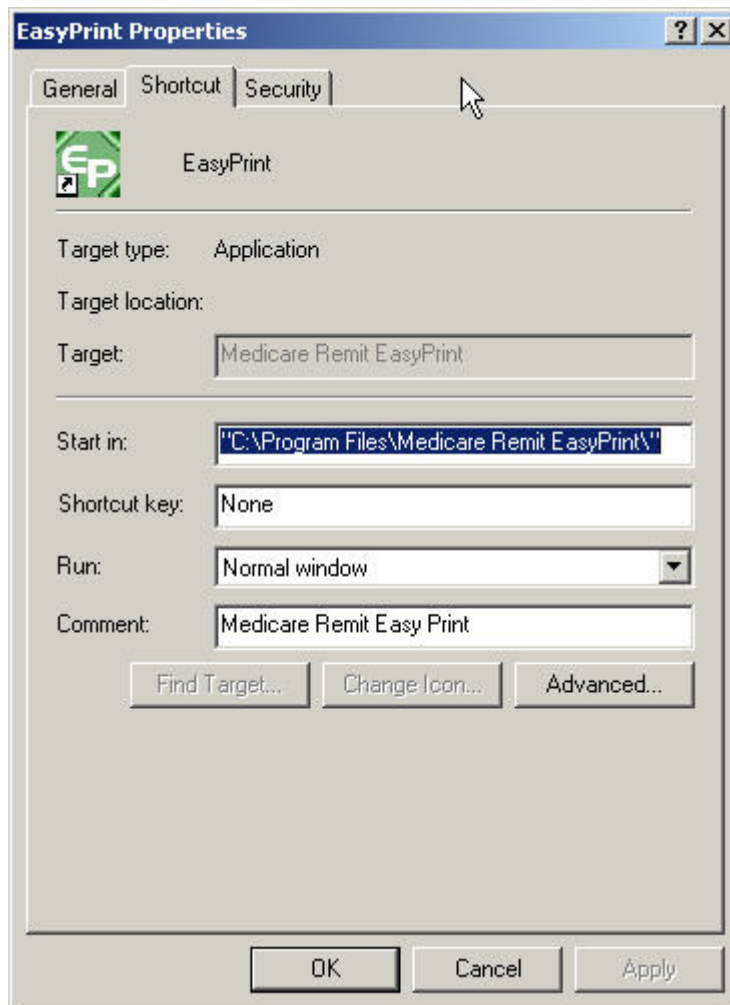 EasyPrint Properties
General Shortcut Security
EP EasyPrint
Target type: Application
Target location:
Target: Medicare Remit EasyPrint
Start in: "C:\Program Files\Medicare Remit EasyPrint\"
Shortcut key: None
Run: Normal window
Comment: Medicare Remit Easy Print
Find Target... Change Icon... Advanced...
OK Cancel Apply